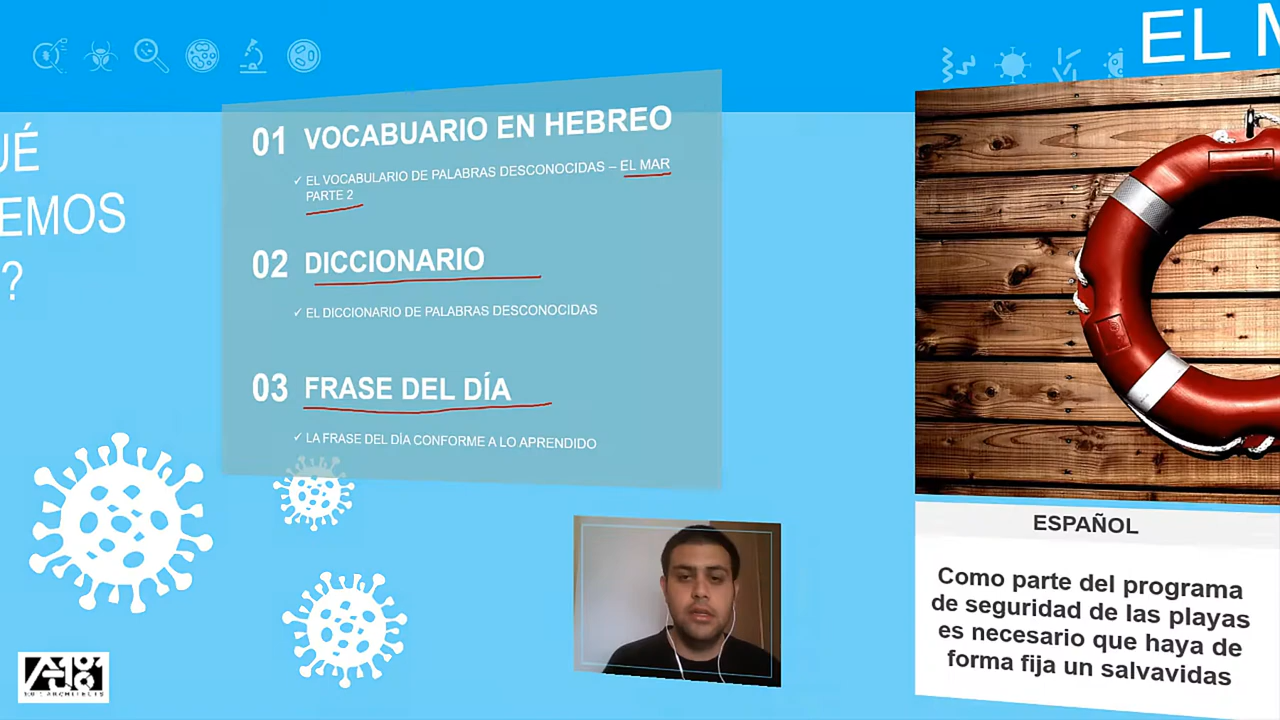 EMOS
?
01 VOCABUARIO EN HEBREO
✓ EL VOCABULARIO DE PALABRAS DESCONOCIDAS – EL MAR
PARTE 2
02 DICCIONARIO
✓ EL DICCIONARIO DE PALABRAS DESCONOCIDAS
03 FRASE DEL DÍA
✓ LA FRASE DEL DÍA CONFORME A LO APRENDIDO
EL M
ESPAÑOL
Como parte del programa
de seguridad de las playas
es necesario que haya de
forma fija un salvavidas